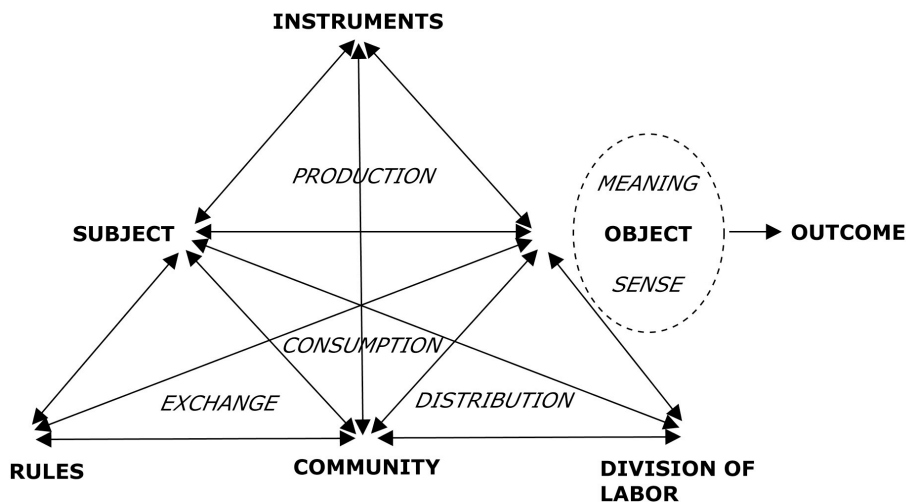 INSTRUMENTS
PRODUCTION
MEANING
SUBJECT
OBJECT
OUTCOME
SENSE
CONSUMPTION
EXCHANGE
DISTRIBUTION
RULES
COMMUNITY
DIVISION OF
LABOR